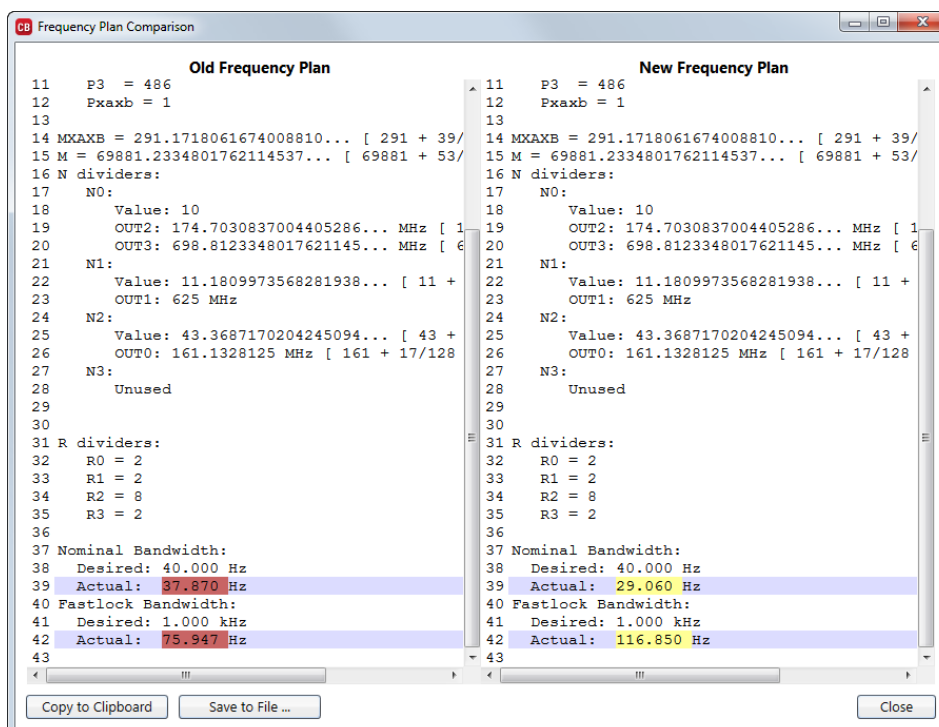 CB Frequency Plan Comparison
Old Frequency Plan
11 P3 = 486
12 Pxaxb = 1
13
14 MXAXB = 291.1718061674008810... [ 291 + 39/
15 M = 69881.2334801762114537... [ 69881 + 53/
16 N dividers:
17 N0:
18 Value: 10
19 OUT2: 174.7030837004405286... MHz [ 1
20 OUT3: 698.8123348017621145... MHz [ 6
21 N1:
22 Value: 11.1809973568281938... [ 11 +
23 OUT1: 625 MHz
24 N2:
25 Value: 43.3687170204245094... [ 43 +
26 OUT0: 161.1328125 MHz [ 161 + 17/128
27 N3:
28 Unused
29
30
31 R dividers:
32 R0 = 2
33 R1 = 2
34 R2 = 8
35 R3 = 2
36
37 Nominal Bandwidth:
38 Desired: 40.000 Hz
39 Actual: 37.870 Hz
40 Fastlock Bandwidth:
41 Desired: 1.000 kHz
42 Actual: 75.947 Hz
43
New Frequency Plan
11 P3 = 486
12 Pxaxb = 1
13
14 MXAXB = 291.1718061674008810... [ 291 + 39/
15 M = 69881.2334801762114537... [ 69881 + 53/
16 N dividers:
17 N0:
18 Value: 10
19 OUT2: 174.7030837004405286... MHz [ 1
20 OUT3: 698.8123348017621145... MHz [ 6
21 N1:
22 Value: 11.1809973568281938... [ 11 +
23 OUT1: 625 MHz
24 N2:
25 Value: 43.3687170204245094... [ 43 +
26 OUT0: 161.1328125 MHz [ 161 + 17/128
27 N3:
28 Unused
29
30
31 R dividers:
32 R0 = 2
33 R1 = 2
34 R2 = 8
35 R3 = 2
36
37 Nominal Bandwidth:
38 Desired: 40.000 Hz
39 Actual: 29.060 Hz
40 Fastlock Bandwidth:
41 Desired: 1.000 kHz
42 Actual: 116.850 Hz
43
Copy to Clipboard
Save to File ...
Close